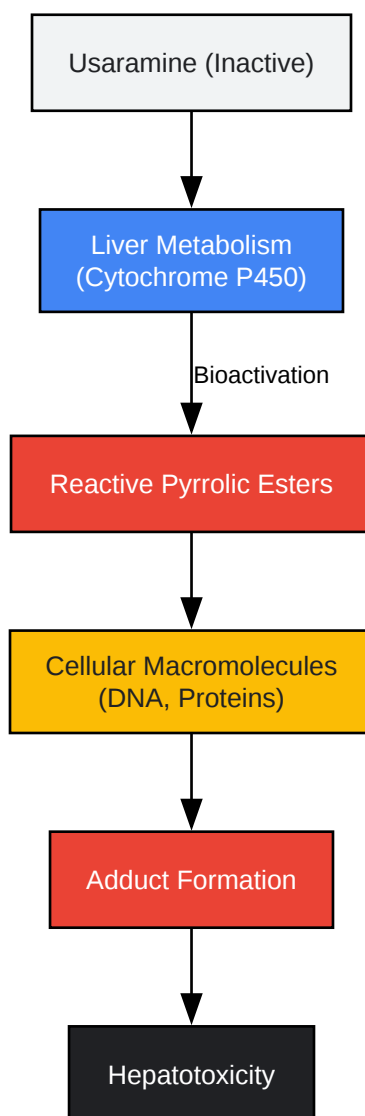 Usaramine (Inactive)
Liver Metabolism
(Cytochrome P450)
Bioactivation
Reactive Pyrrolic Esters
Cellular Macromolecules
(DNA, Proteins)
Adduct Formation
Hepatotoxicity